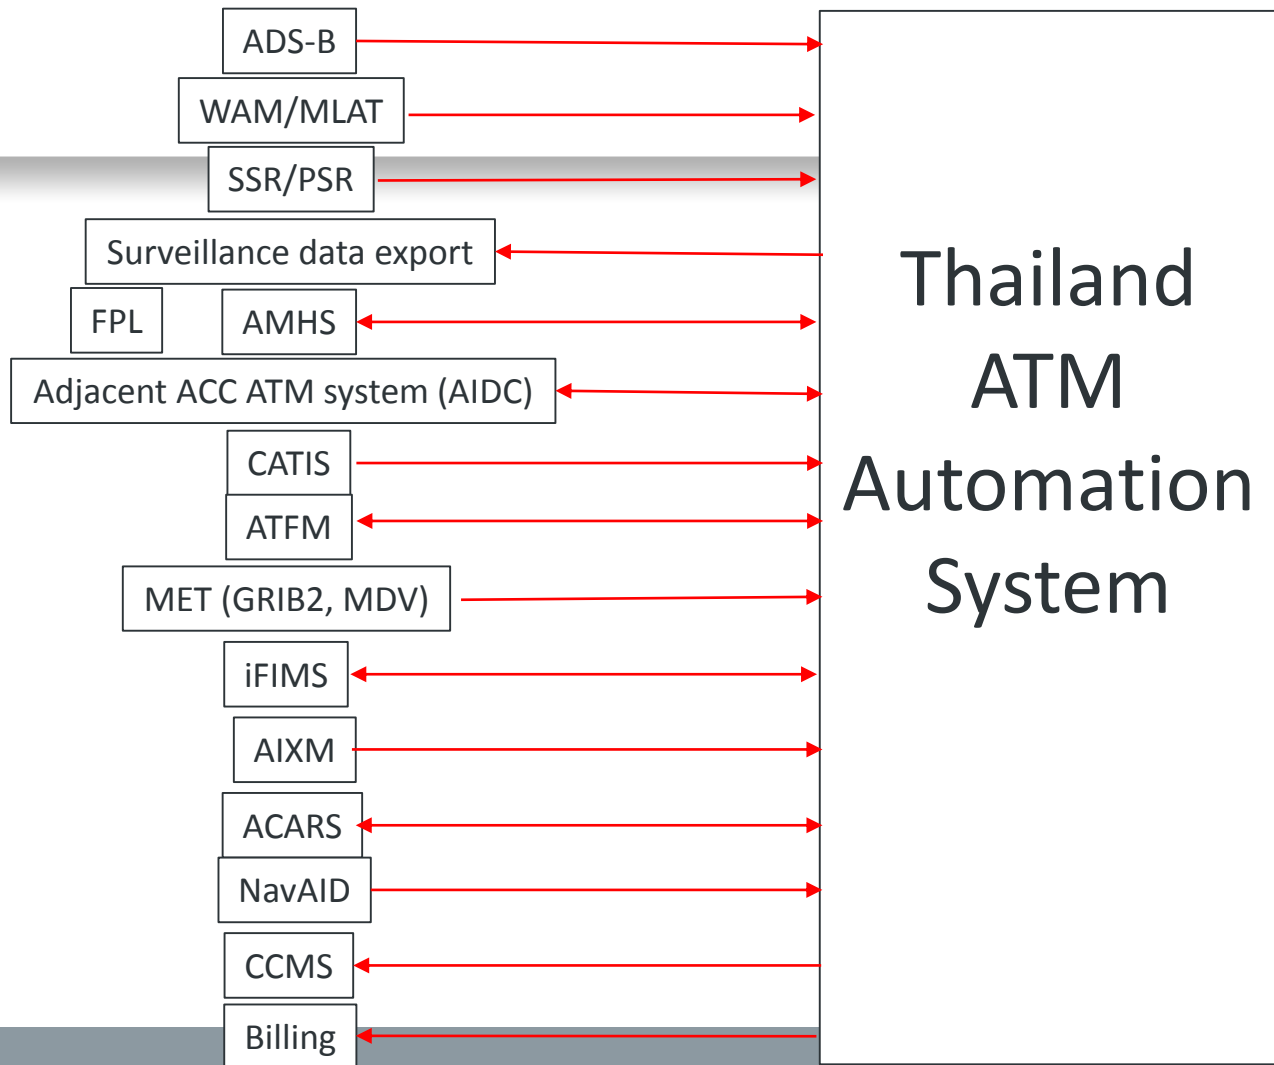 ADS-B
WAM/MLAT
SSR/PSR
Surveillance data export
FPL
AMHS
Adjacent ACC ATM system (AIDC)
CATIS
ATFM
MET (GRIB2, MDV)
iFIMS
AIXM
ACARS
NavAID
CCMS
Billing
Thailand
ATM
Automation
System